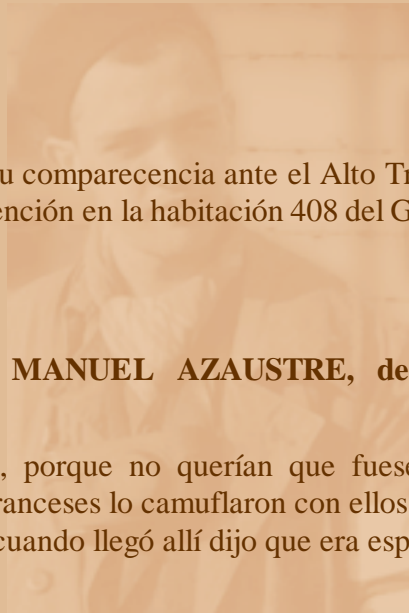 u comparecencia ante el Alto Tr
ención en la habitación 408 del G
MANUEL AZAUSTRE, de
, porque no querían que fuese
ranceses lo camuflaron con ellos
cuando llegó allí dijo que era esp